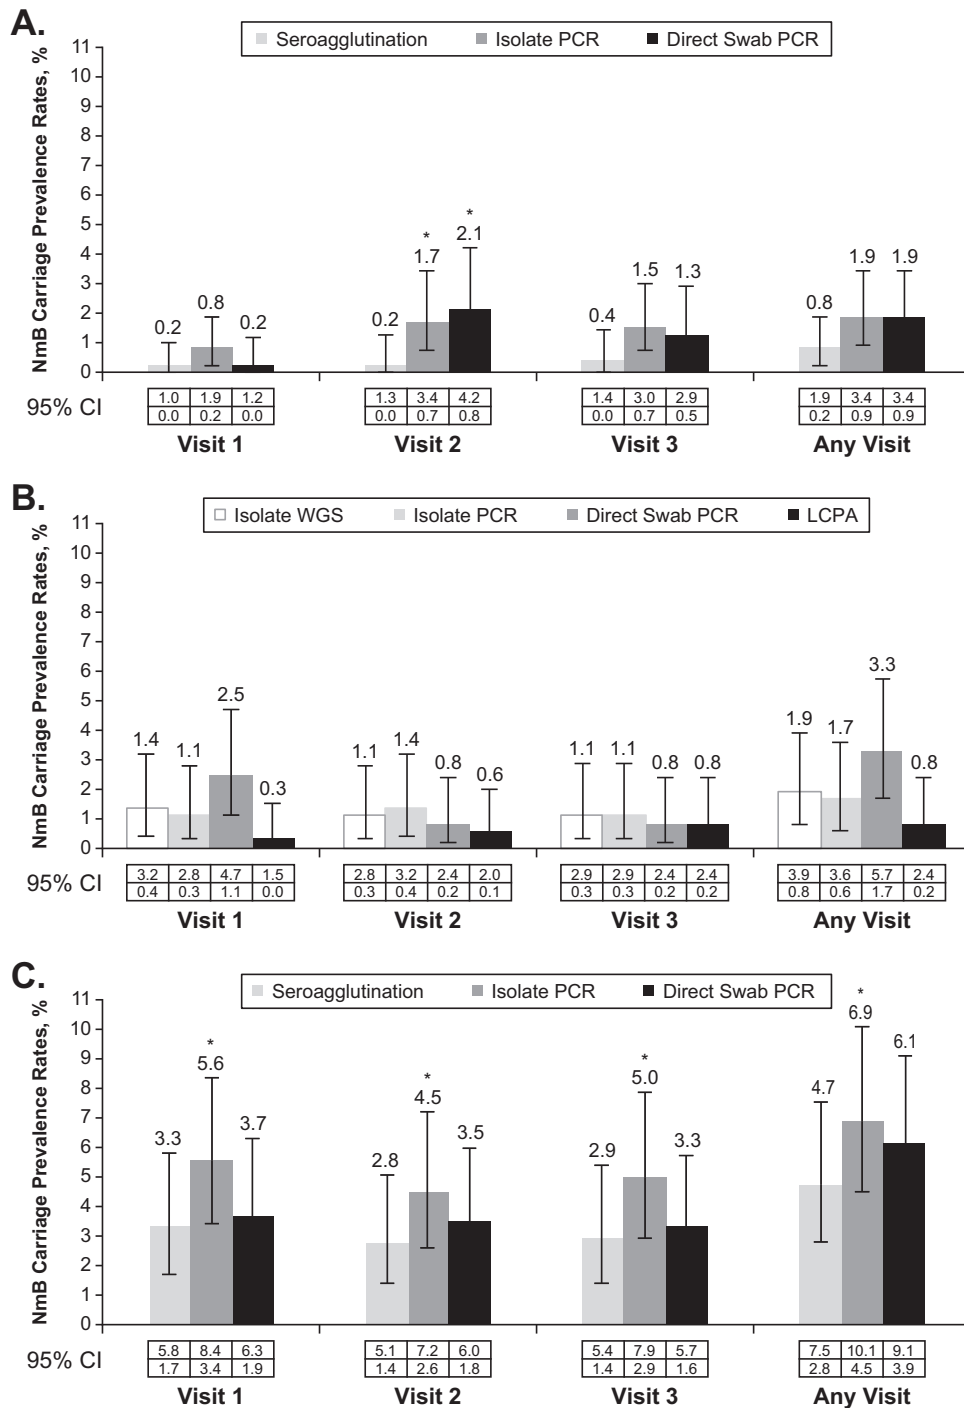 A.
Seroagglutination Isolate PCR Direct Swab PCR
NmB Carriage Prevalence Rates, %
11
10
9
8
7
6
5
4
3
2
1
0
0.2 0.8 0.2
0.2 * 1.7 * 2.1
0.4 1.5 1.3
0.8 1.9 1.9
95% CI
1.0 1.9 1.2 1.3 3.4 4.2 1.4 3.0 2.9 1.9 3.4 3.4
0.0 0.2 0.0 0.0 0.7 0.8 0.0 0.7 0.5 0.2 0.9 0.9
Visit 1 Visit 2 Visit 3 Any Visit
B.
Isolate WGS Isolate PCR Direct Swab PCR LCPA
NmB Carriage Prevalence Rates, %
11
10
9
8
7
6
5
4
3
2
1
0
1.4 1.1 2.5 0.3
1.1 1.4 0.8 0.6
1.1 1.1 0.8 0.8
1.9 1.7 3.3 0.8
95% CI
3.2 2.8 4.7 1.5 2.8 3.2 2.4 2.0 2.9 2.9 2.4 2.4 3.9 3.6 5.7 2.4
0.4 0.3 1.1 0.0 0.3 0.4 0.2 0.1 0.3 0.3 0.2 0.2 0.8 0.6 1.7 0.2
Visit 1 Visit 2 Visit 3 Any Visit
C.
Seroagglutination Isolate PCR Direct Swab PCR
NmB Carriage Prevalence Rates, %
11
10
9
8
7
6
5
4
3
2
1
0
3.3 * 5.6 3.7
2.8 * 4.5 3.5
2.9 * 5.0 3.3
4.7 * 6.9 6.1
95% CI
5.8 8.4 6.3 5.1 7.2 6.0 5.4 7.9 5.7 7.5 10.1 9.1
1.7 3.4 1.9 1.4 2.6 1.8 1.4 2.9 1.6 2.8 4.5 3.9
Visit 1 Visit 2 Visit 3 Any Visit